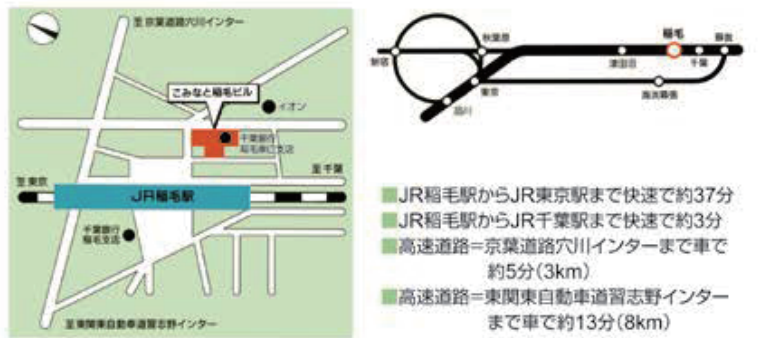 至京葉道路穴川インター
こみなと稲毛ビル
イオン
千葉銀行
稲毛東口支店
至千葉
至東京
JR稲毛駅
千葉銀行
稲毛支店
至東関東自動車道習志野インター
秋葉原
新宿
東京
品川
津田沼
稲毛
千葉
蘇我
海浜幕張
■JR稲毛駅からJR東京駅まで快速で約37分
■JR稲毛駅からJR千葉駅まで快速で約3分
■高速道路=京葉道路穴川インターまで車で
約5分(3km)
■高速道路=東関東自動車道習志野インター
まで車で約13分(8km)